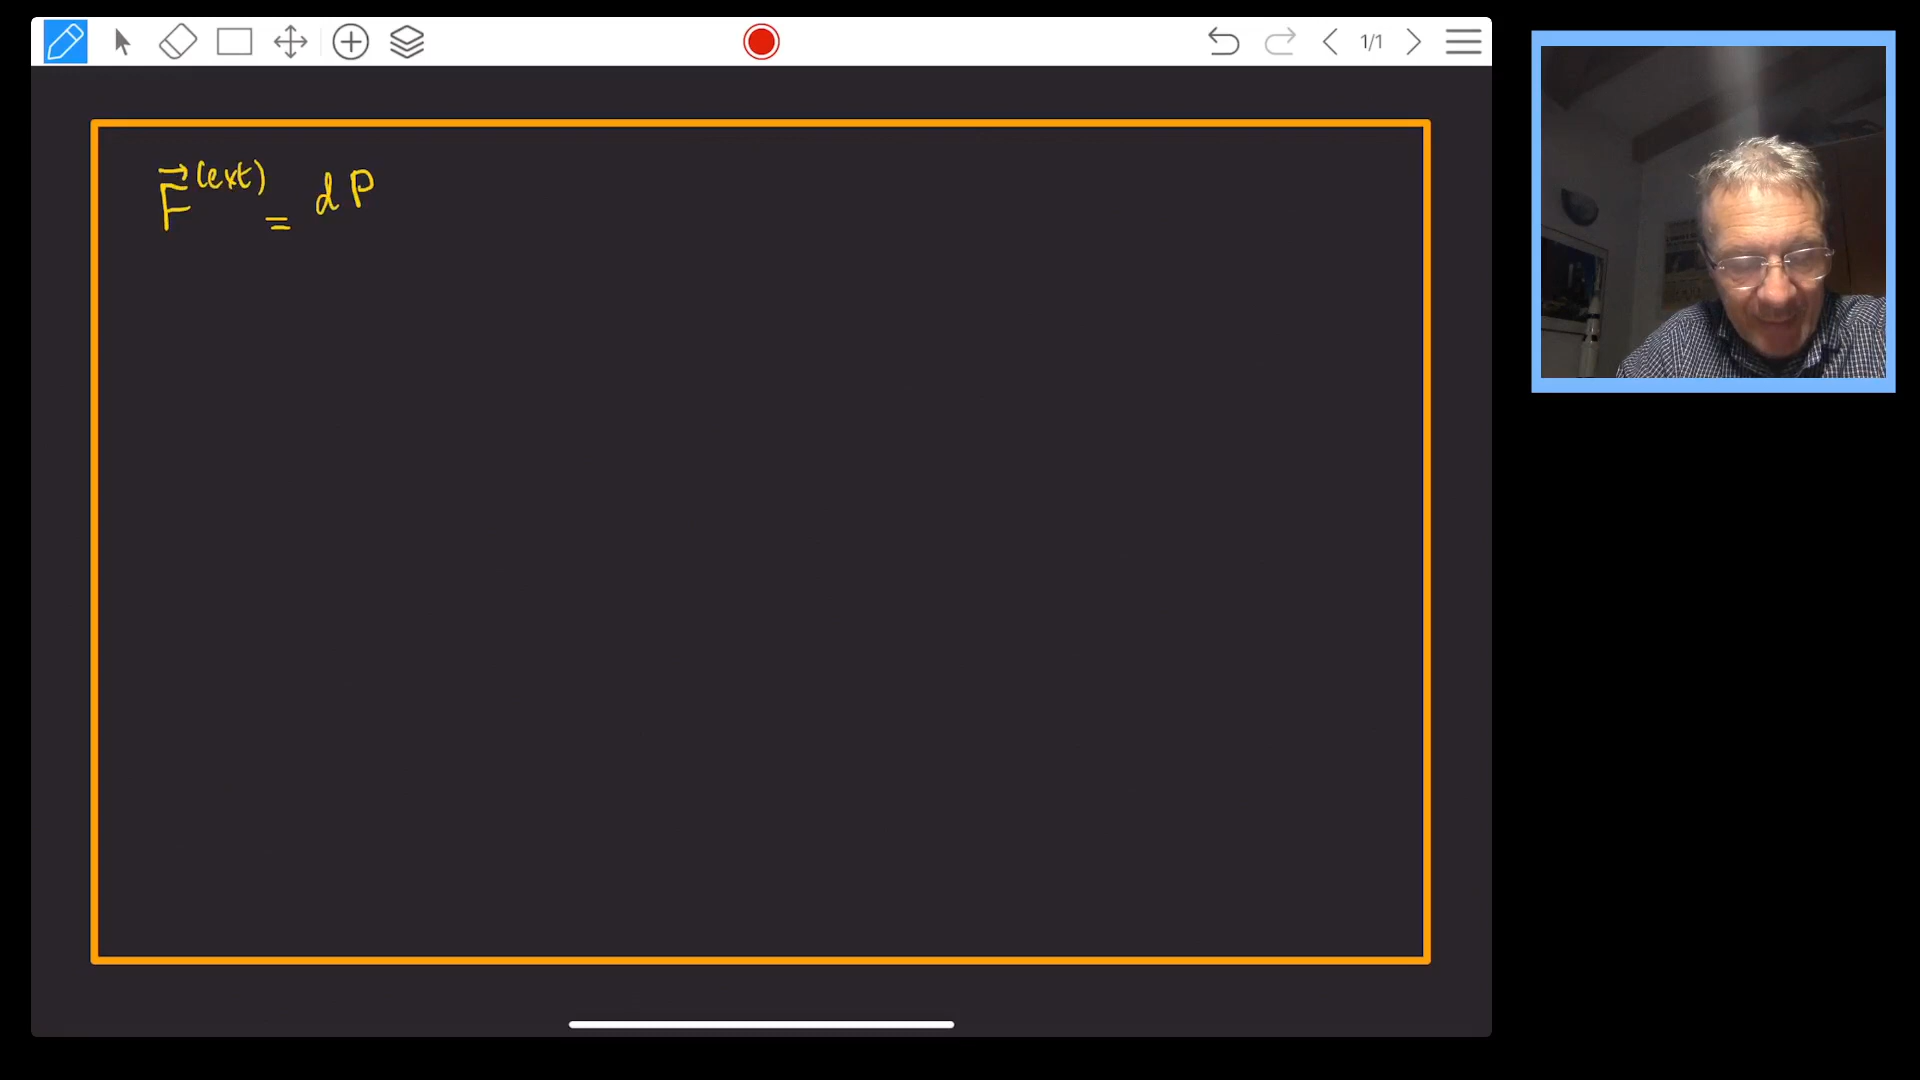 1/1
F⃗^(ext) = dP